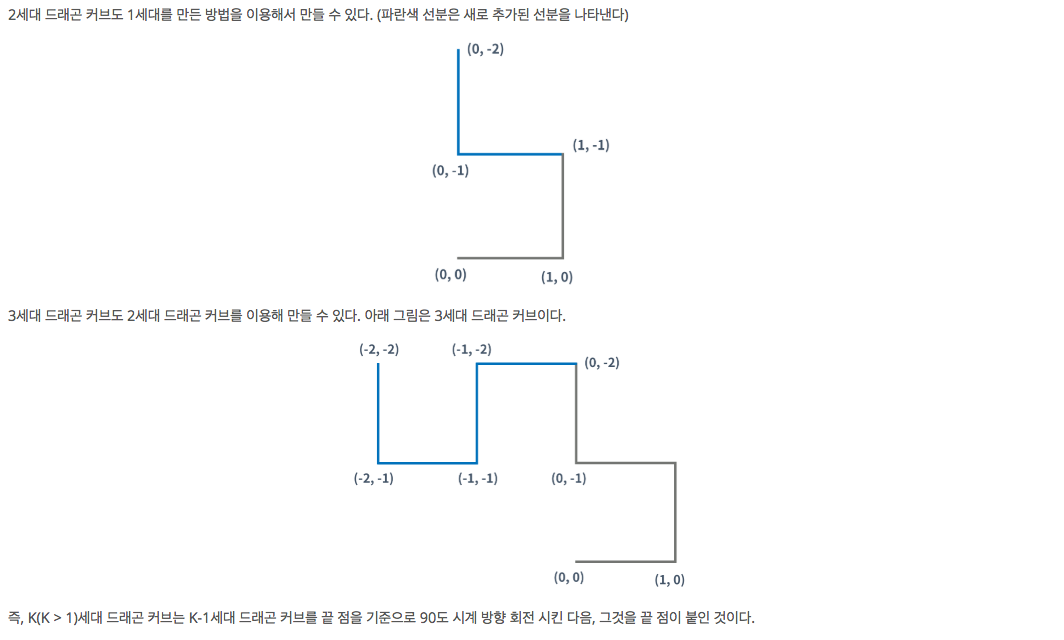 2세대 드래곤 커브도 1세대를 만든 방법을 이용해서 만들 수 있다. (파란색 선분은 새로 추가된 선분을 나타낸다)
(0, -2)
(1, -1)
(0, -1)
(0, 0)
(1, 0)
3세대 드래곤 커브도 2세대 드래곤 커브를 이용해 만들 수 있다. 아래 그림은 3세대 드래곤 커브이다.
(-2, -2) (-1, -2)
(0, -2)
(-2, -1) (-1, -1) (0, -1)
(0, 0) (1, 0)
즉, K(K > 1)세대 드래곤 커브는 K-1세대 드래곤 커브를 끝 점을 기준으로 90도 시계 방향 회전 시킨 다음, 그것을 끝 점이 붙인 것이다.